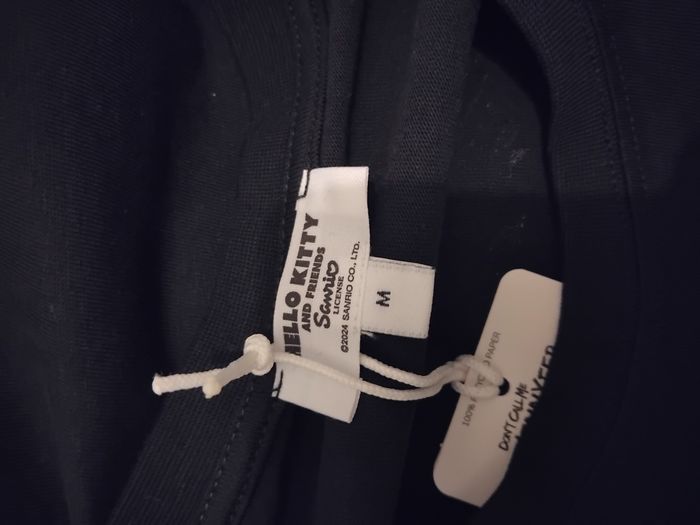 HELLO KITTY
AND FRIENDS
Sanrio
LICENSE
©2024 SANRIO CO., LTD.
M
100% PAPER
DON'T CALL ME